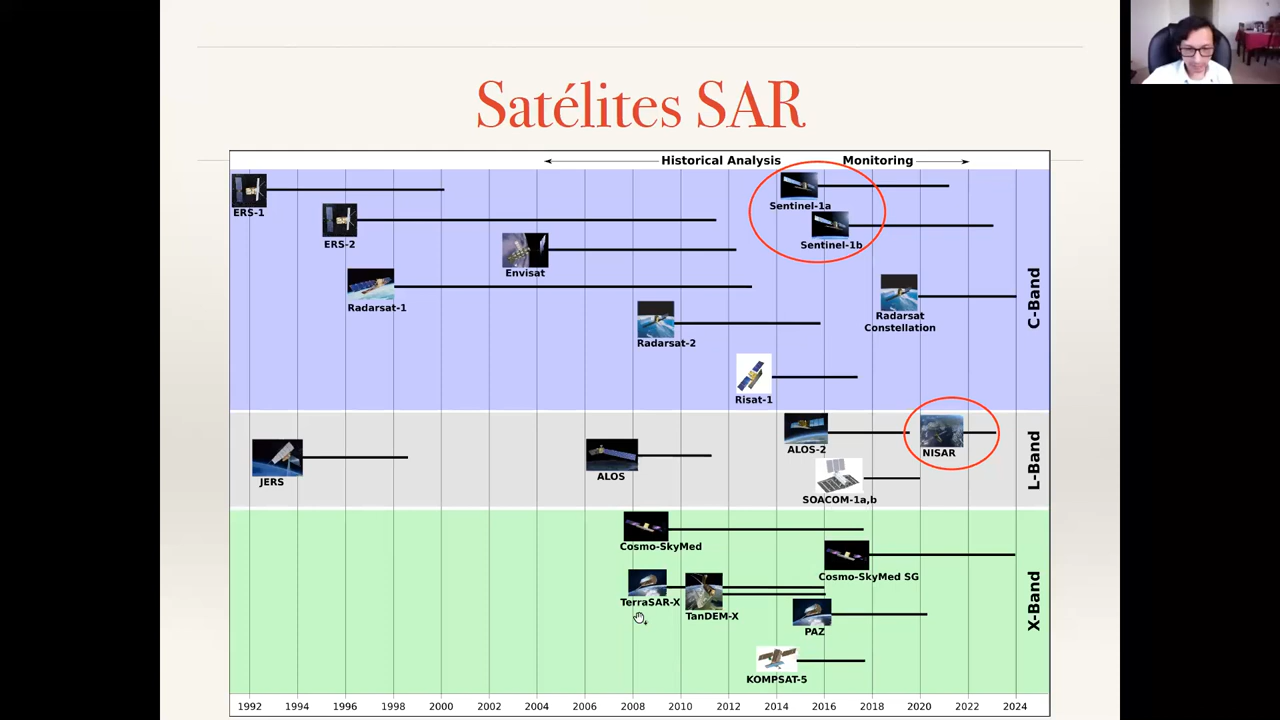 Satélites SAR
Historical Analysis
Monitoring
ERS-1
ERS-2
Envisat
Radarsat-1
Radarsat-2
Risat-1
Sentinel-1a
Sentinel-1b
Radarsat
Constellation
C-Band
JERS
ALOS
ALOS-2
NISAR
SOACOM-1a,b
L-Band
Cosmo-SkyMed
Cosmo-SkyMed SG
TerraSAR-X
TanDEM-X
PAZ
KOMPSAT-5
X-Band
1992 1994 1996 1998 2000 2002 2004 2006 2008 2010 2012 2014 2016 2018 2020 2022 2024